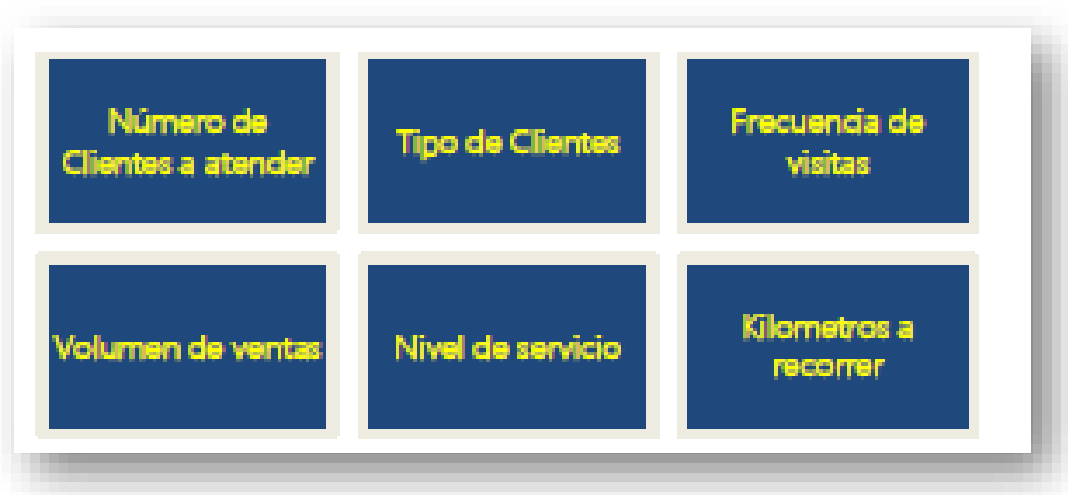 Número de
Clientes a atender
Tipo de Clientes
Frecuencia de
visitas
Volumen de ventas
Nivel de servicio
Kilometros a
recorrer